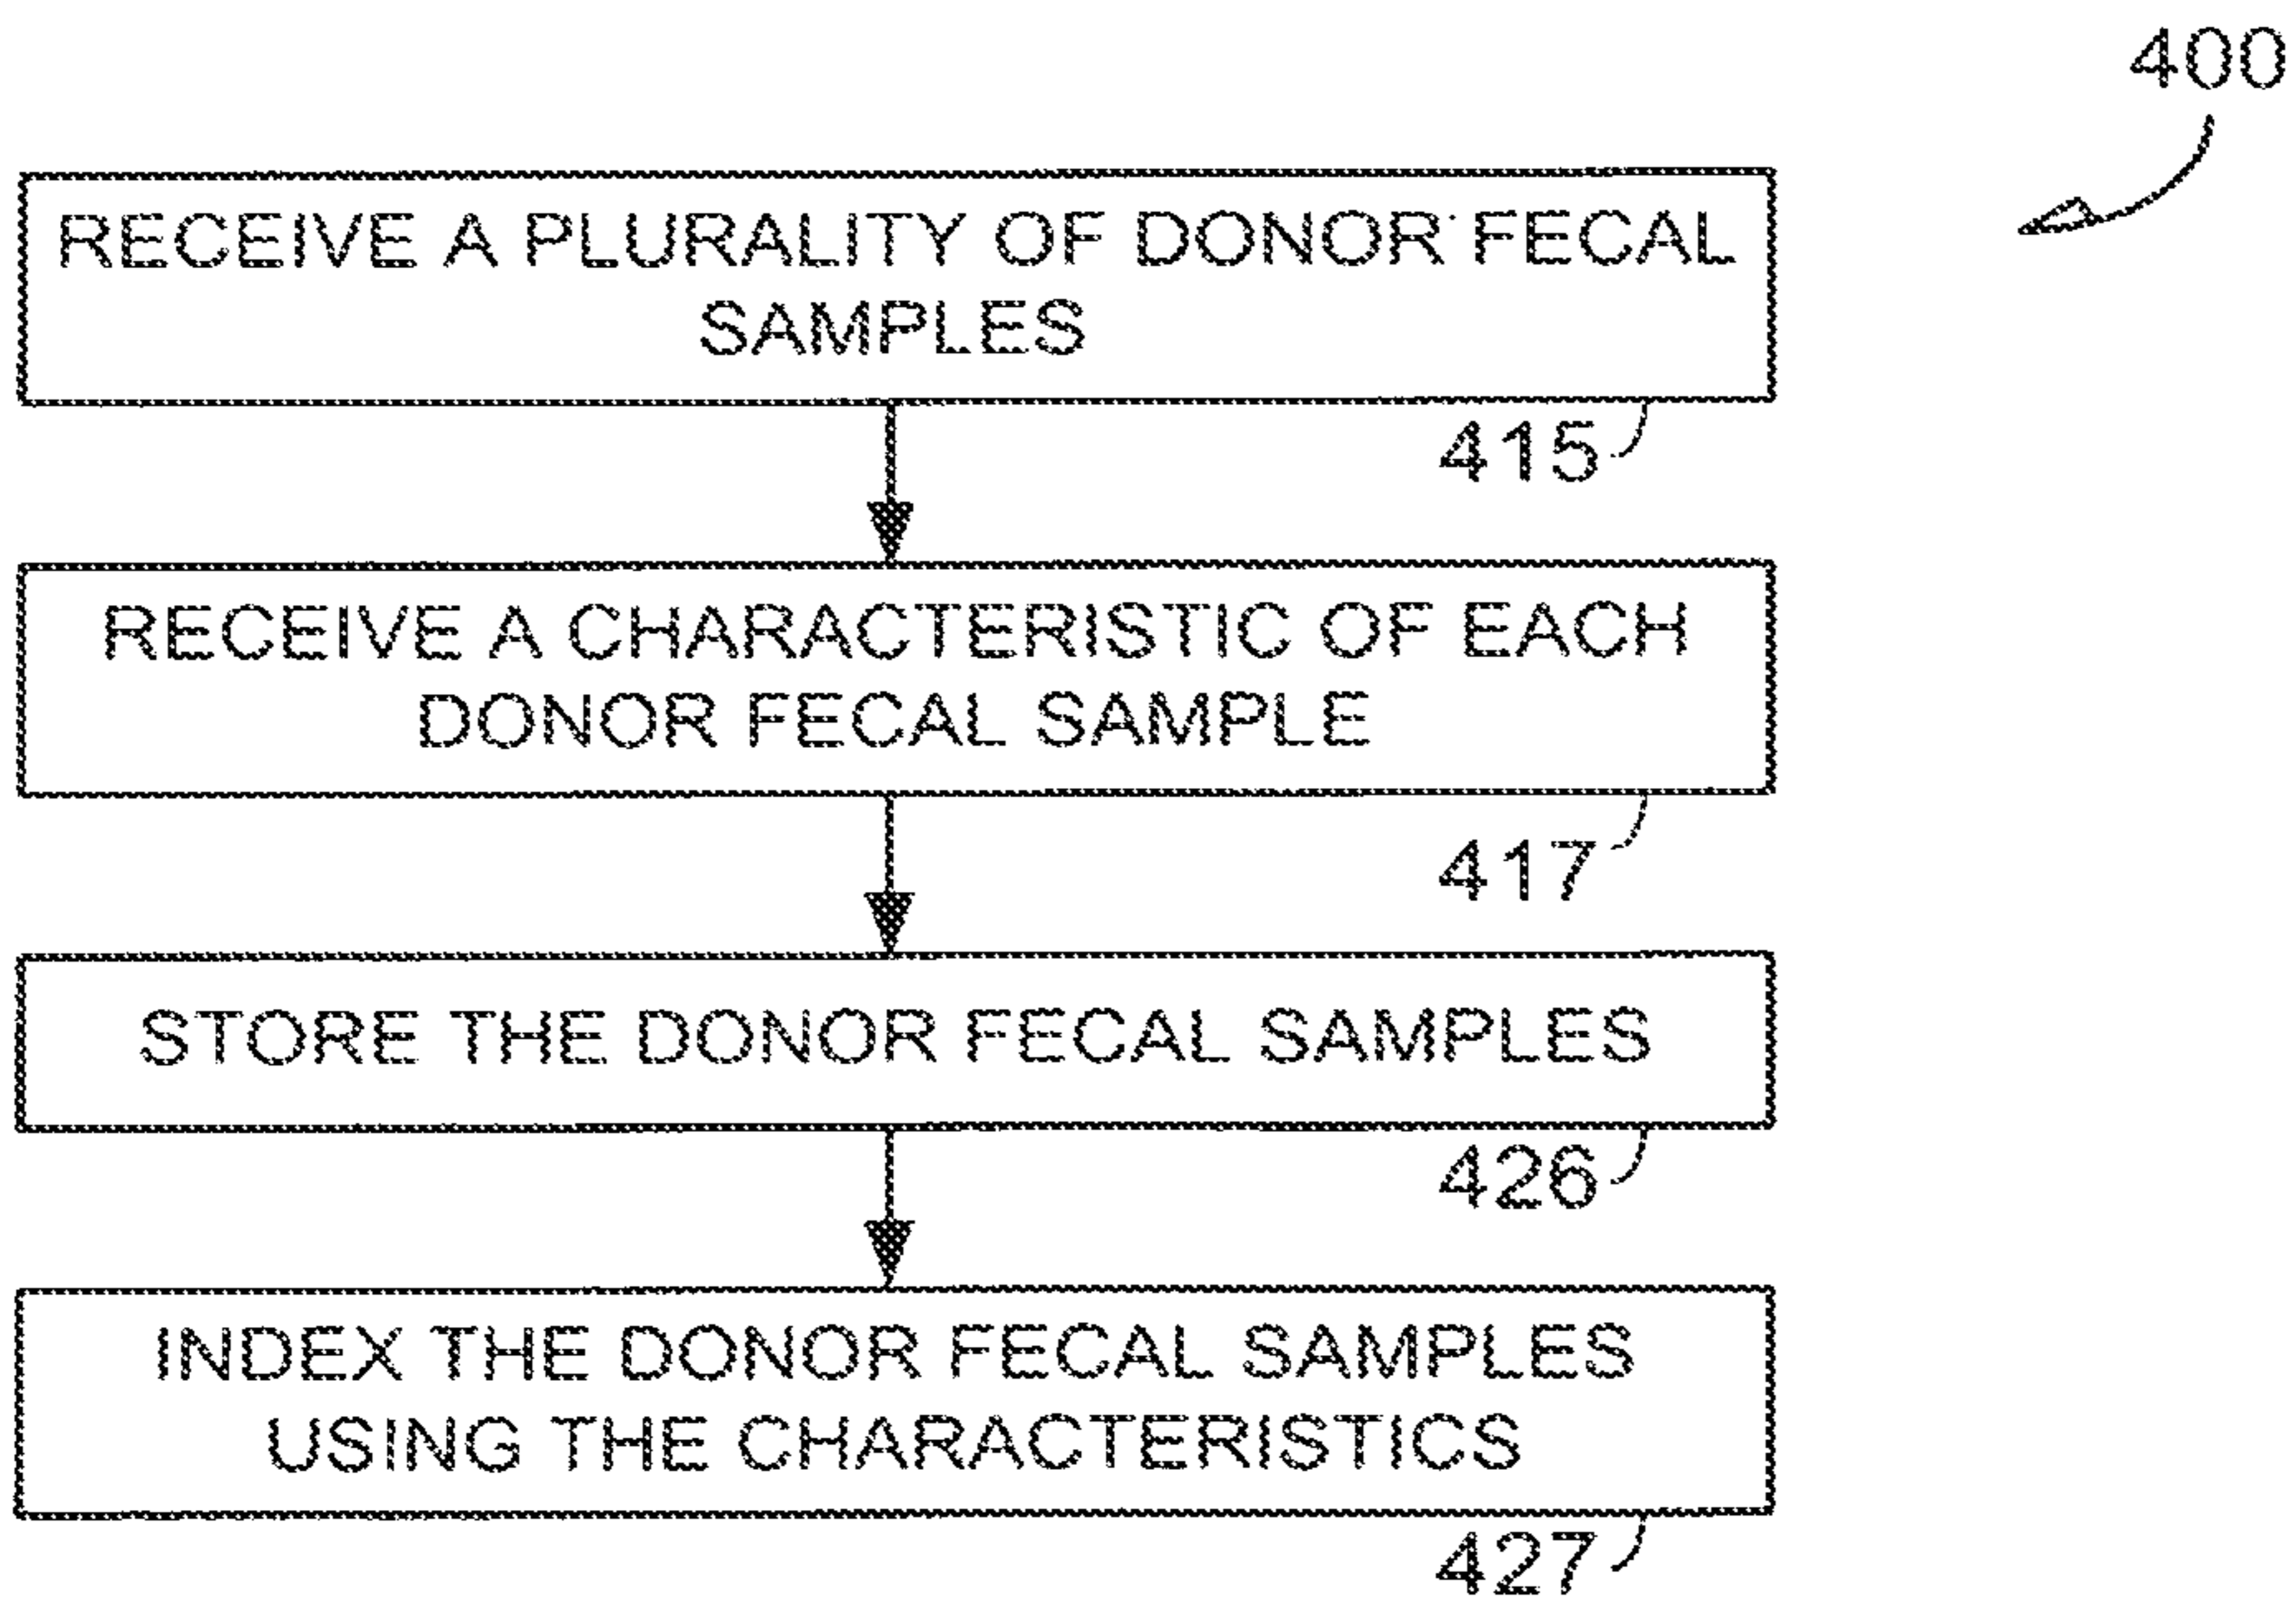 400
RECEIVE A PLURALITY OF DONOR FECAL
SAMPLES
415
RECEIVE A CHARACTERISTIC OF EACH
DONOR FECAL SAMPLE
417
STORE THE DONOR FECAL SAMPLES
426
INDEX THE DONOR FECAL SAMPLES
USING THE CHARACTERISTICS
427